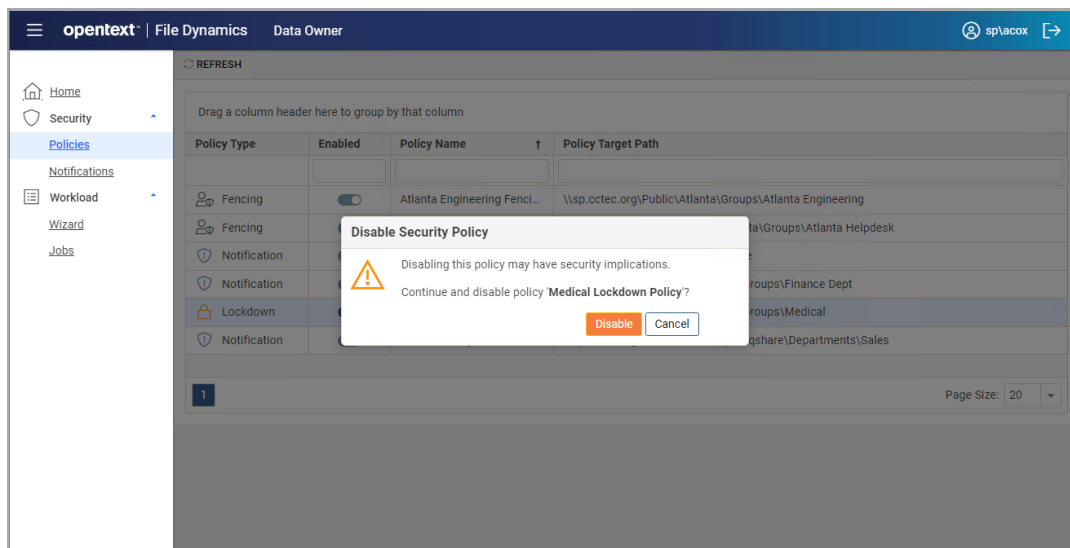 opentext™ | File Dynamics Data Owner sp\acox
REFRESH
Home
Security
Policies
Notifications
Workload
Wizard
Jobs
Drag a column header here to group by that column
Policy Type Enabled Policy Name ↑ Policy Target Path
Fencing Atlanta Engineering Fenci... \\sp.cctec.org\Public\Atlanta\Groups\Atlanta Engineering
Fencing ta\Groups\Atlanta Helpdesk
Notification
Notification roups\Finance Dept
Lockdown roups\Medical
Notification qshare\Departments\Sales
Disable Security Policy
Disabling this policy may have security implications.
Continue and disable policy 'Medical Lockdown Policy'?
Disable Cancel
1 Page Size: 20